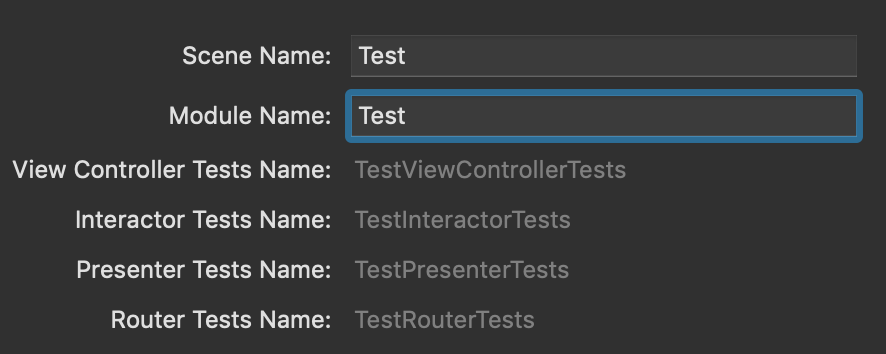 Scene Name: Test
Module Name: Test
View Controller Tests Name: TestViewControllerTests
Interactor Tests Name: TestInteractorTests
Presenter Tests Name: TestPresenterTests
Router Tests Name: TestRouterTests